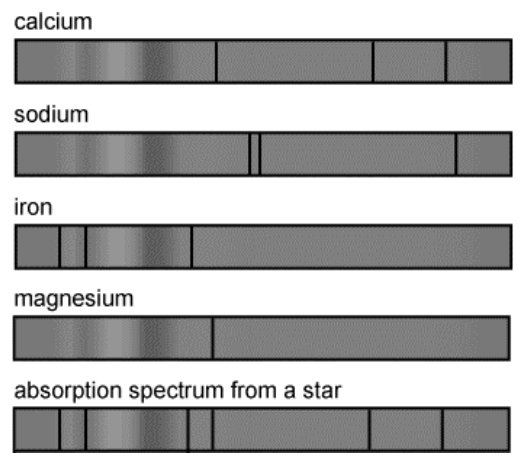 calcium
sodium
iron
magnesium
absorption spectrum from a star